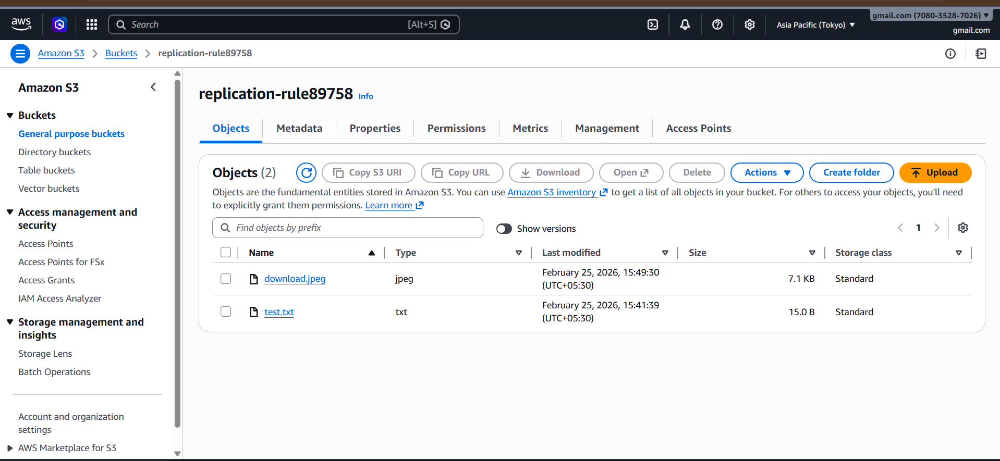 aws
Search
[Alt+S]
Asia Pacific (Tokyo)
gmail.com (7080-3528-7026)
gmail.com
Amazon S3
Buckets
replication-rule89758
Amazon S3
Buckets
General purpose buckets
Directory buckets
Table buckets
Vector buckets
Access management and
security
Access Points
Access Points for FSx
Access Grants
IAM Access Analyzer
Storage management and
insights
Storage Lens
Batch Operations
Account and organization
settings
AWS Marketplace for S3
replication-rule89758 Info
Objects
Metadata
Properties
Permissions
Metrics
Management
Access Points
Objects (2)
Copy S3 URI
Copy URL
Download
Open
Delete
Actions
Create folder
Upload
Objects are the fundamental entities stored in Amazon S3. You can use Amazon S3 inventory to get a list of all objects in your bucket. For others to access your objects, you'll need
to explicitly grant them permissions. Learn more
Find objects by prefix
Show versions
1
Name
Type
Last modified
Size
Storage class
download.jpeg
jpeg
February 25, 2026, 15:49:30
(UTC+05:30)
7.1 KB
Standard
test.txt
txt
February 25, 2026, 15:41:39
(UTC+05:30)
15.0 B
Standard